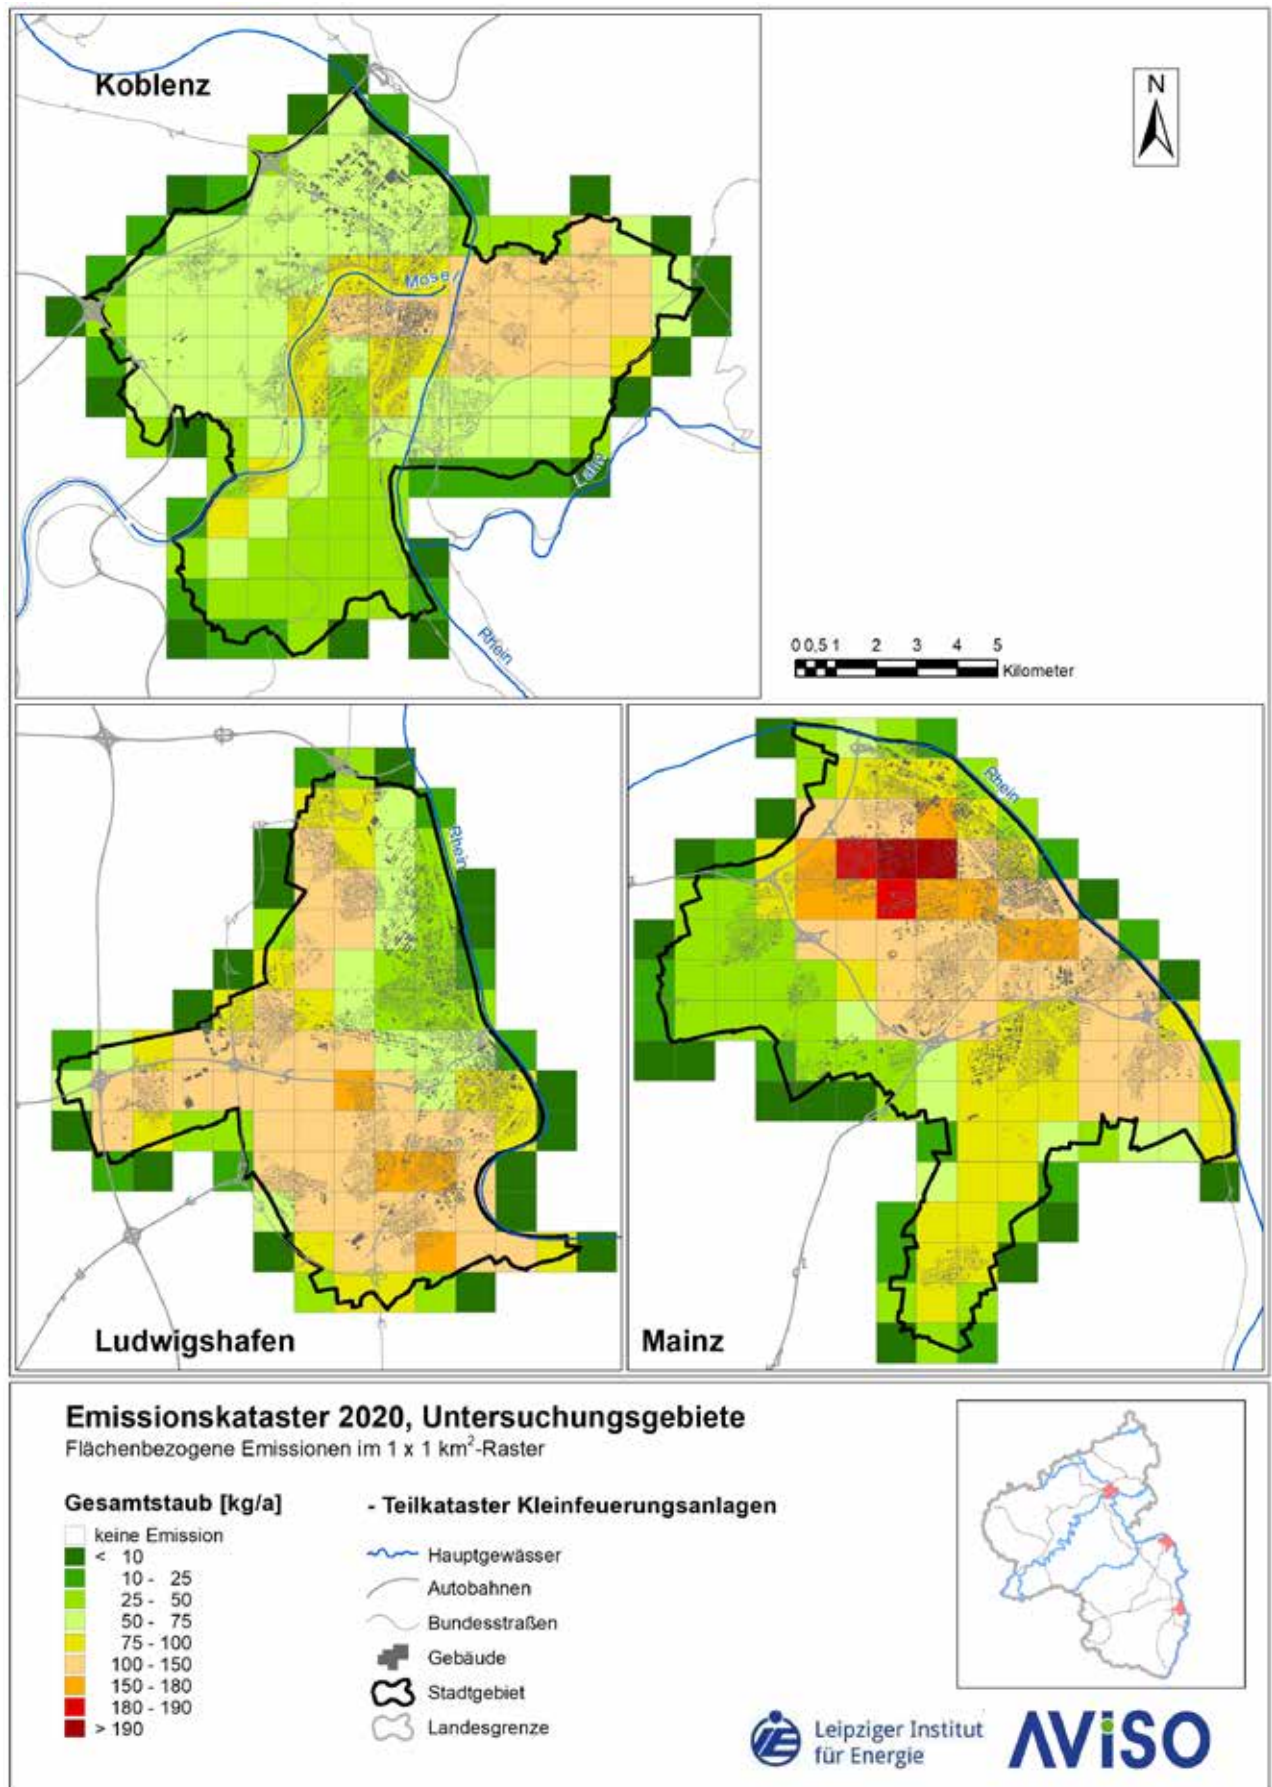 Koblenz
N
Mosel
Lahn
Rhein
0 0,5 1 2 3 4 5
Kilometer
Rhein
Ludwigshafen
Rhein
Mainz
Emissionskataster 2020, Untersuchungsgebiete
Flächenbezogene Emissionen im 1 x 1 km²-Raster
Gesamtstaub [kg/a]
keine Emission
< 10
10 - 25
25 - 50
50 - 75
75 - 100
100 - 150
150 - 180
180 - 190
> 190
- Teilkataster Kleinfeuerungsanlagen
Hauptgewässer
Autobahnen
Bundesstraßen
Gebäude
Stadtgebiet
Landesgrenze
Leipziger Institut
für Energie
AViSO